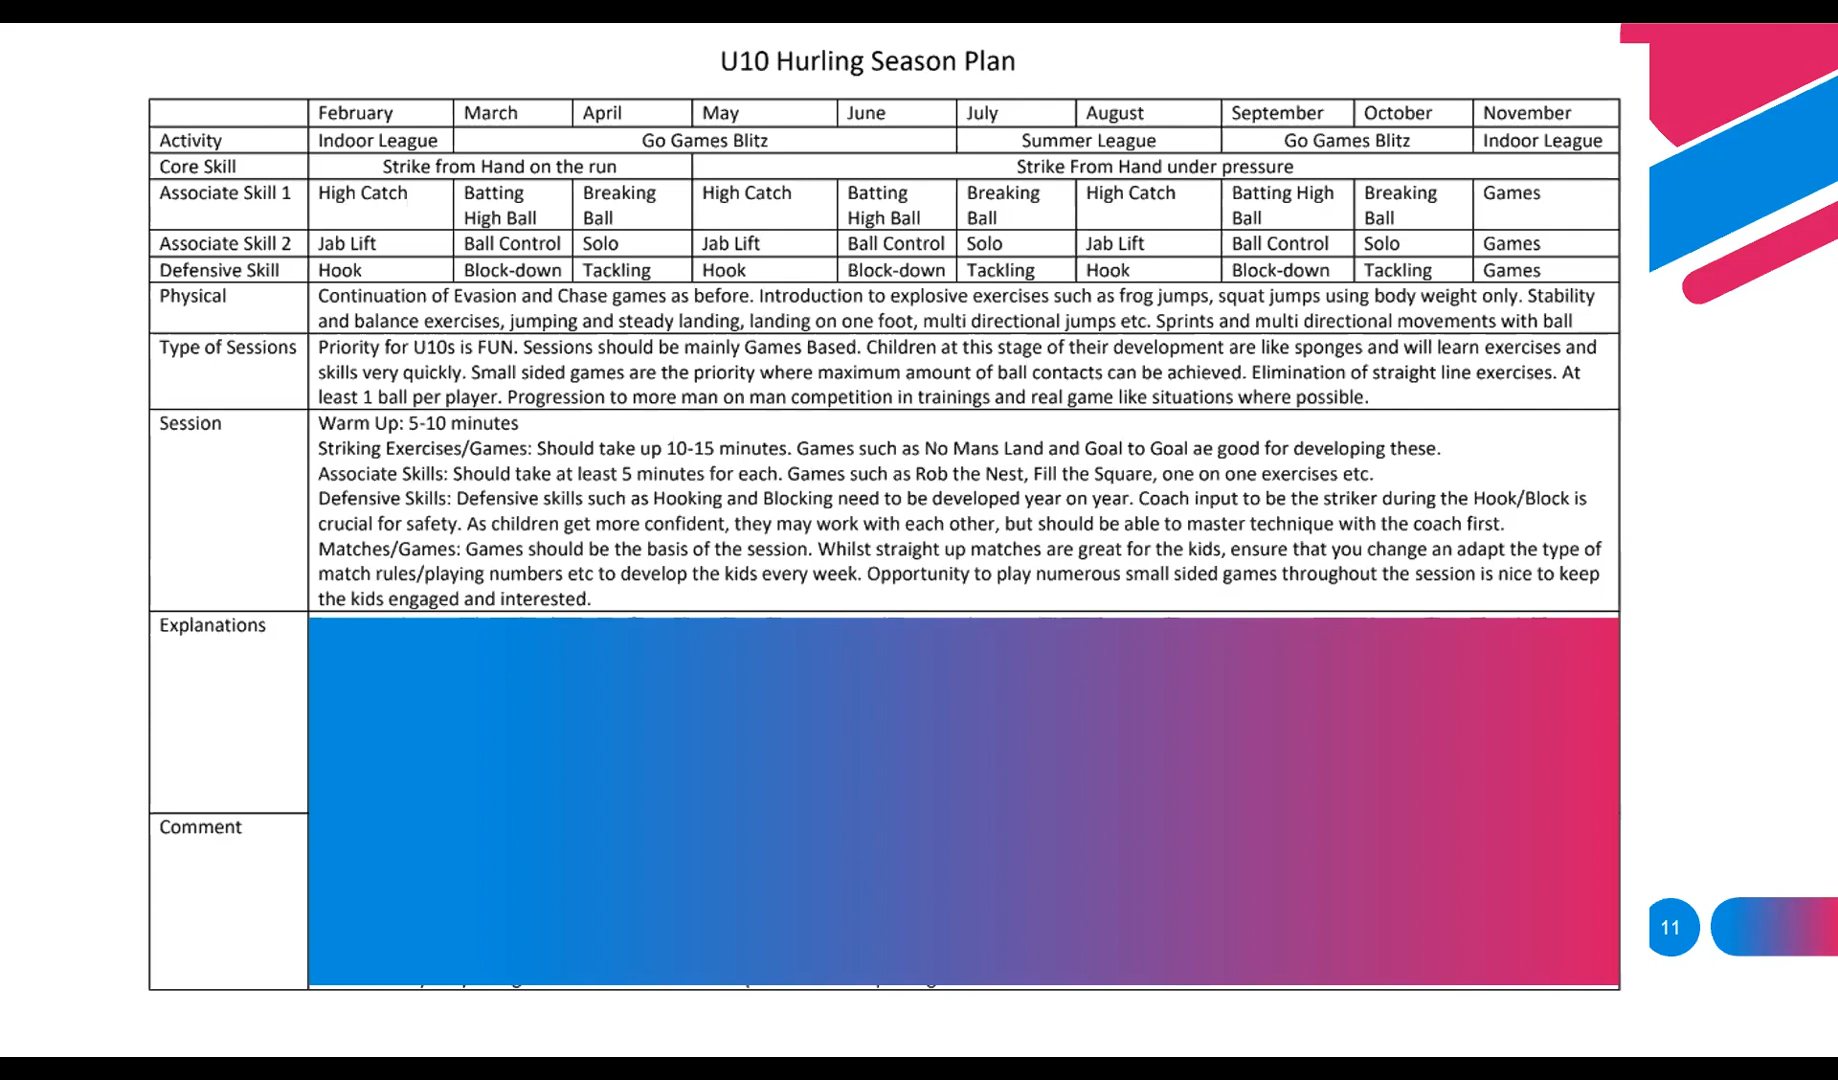 U10 Hurling Season Plan
February March April May June July August September October November
Activity Indoor League Go Games Blitz Summer League Go Games Blitz Indoor League
Core Skill Strike from Hand on the run Strike From Hand under pressure
Associate Skill 1 High Catch Batting Breaking High Catch Batting Breaking High Catch Batting High Breaking Games
High Ball Ball High Ball Ball Ball Ball
Associate Skill 2 Jab Lift Ball Control Solo Jab Lift Ball Control Solo Jab Lift Ball Control Solo Games
Defensive Skill Hook Block-down Tackling Hook Block-down Tackling Hook Block-down Tackling Games
Physical Continuation of Evasion and Chase games as before. Introduction to explosive exercises such as frog jumps, squat jumps using body weight only. Stability
and balance exercises, jumping and steady landing, landing on one foot, multi directional jumps etc. Sprints and multi directional movements with ball
Type of Sessions Priority for U10s is FUN. Sessions should be mainly Games Based. Children at this stage of their development are like sponges and will learn exercises and
skills very quickly. Small sided games are the priority where maximum amount of ball contacts can be achieved. Elimination of straight line exercises. At
least 1 ball per player. Progression to more man on man competition in trainings and real game like situations where possible.
Session Warm Up: 5-10 minutes
Striking Exercises/Games: Should take up 10-15 minutes. Games such as No Mans Land and Goal to Goal ae good for developing these.
Associate Skills: Should take at least 5 minutes for each. Games such as Rob the Nest, Fill the Square, one on one exercises etc.
Defensive Skills: Defensive skills such as Hooking and Blocking need to be developed year on year. Coach input to be the striker during the Hook/Block is
crucial for safety. As children get more confident, they may work with each other, but should be able to master technique with the coach first.
Matches/Games: Games should be the basis of the session. Whilst straight up matches are great for the kids, ensure that you change an adapt the type of
match rules/playing numbers etc to develop the kids every week. Opportunity to play numerous small sided games throughout the session is nice to keep
the kids engaged and interested.
Explanations
Comment
11